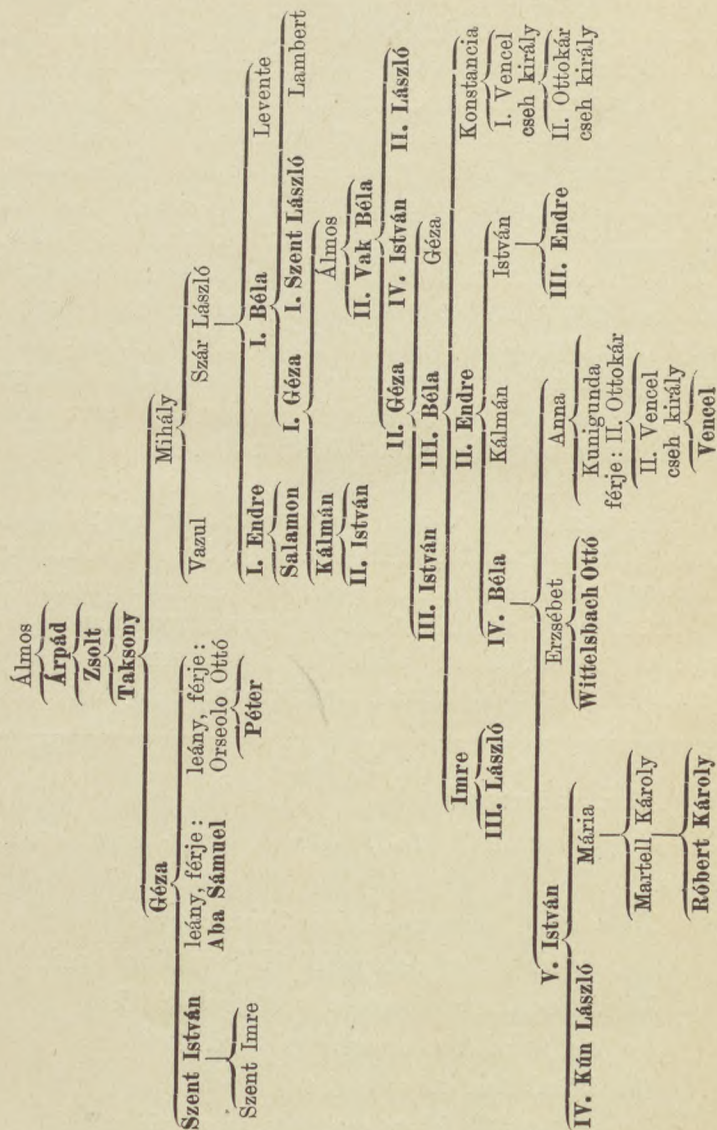 Álmos
Árpád
Zsolt
Taksony
Géza
Mihály
Szent István
leány, férje:
Aba Sámuel
leány, férje:
Orseolo Ottó
Vazul
Szár László
Szent Imre
Péter
I. Endre
I. Béla
Levente
Salamon
I. Géza
I. Szent László
Lambert
Kálmán
Álmos
II. István
II. Vak Béla
II. Géza
IV. István
II. László
III. István
III. Béla
Géza
Imre
II. Endre
Konstancia
III. László
IV. Béla
Kálmán
István
I. Vencel
cseh király
III. Endre
II. Ottokár
cseh király
V. István
Erzsébet
Anna
IV. Kún László
Mária
Wittelsbach Ottó
Kunigunda
férje: II. Ottokár
Martell Károly
II. Vencel
cseh király
Róbert Károly
Vencel